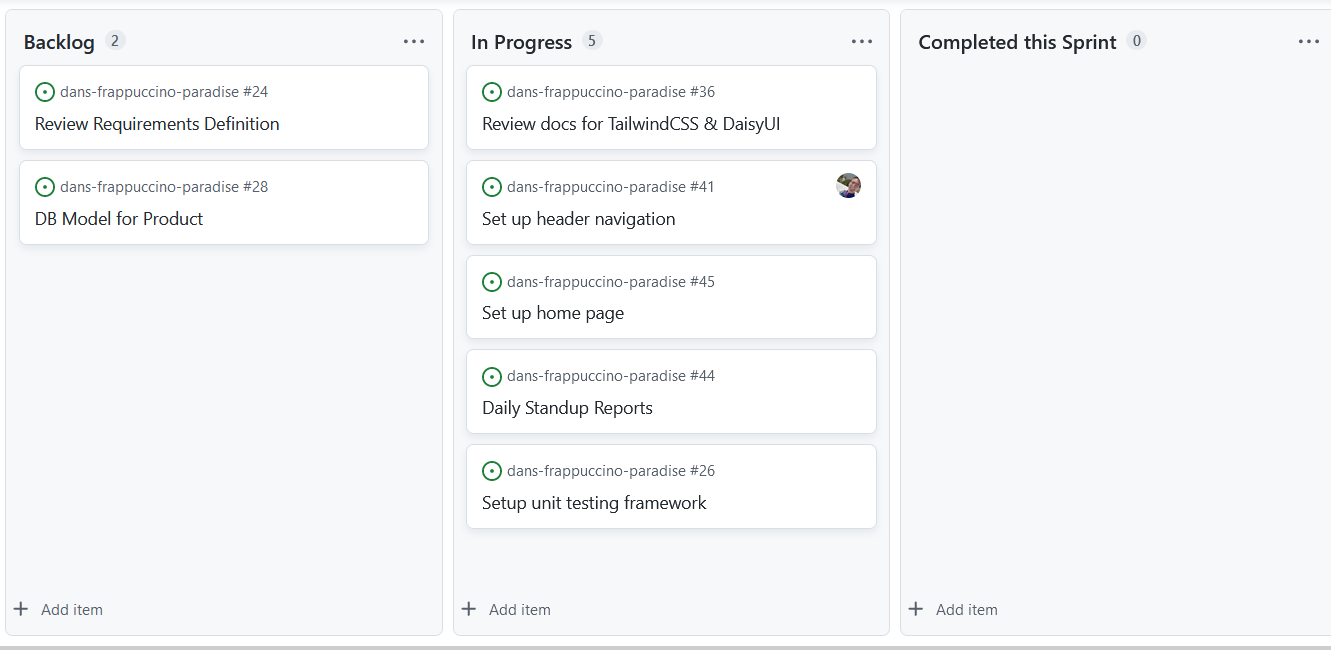 Backlog 2
dans-frappuccino-paradise #24
Review Requirements Definition
dans-frappuccino-paradise #28
DB Model for Product
Add item
In Progress 5
dans-frappuccino-paradise #36
Review docs for TailwindCSS & DaisyUI
dans-frappuccino-paradise #41
Set up header navigation
dans-frappuccino-paradise #45
Set up home page
dans-frappuccino-paradise #44
Daily Standup Reports
dans-frappuccino-paradise #26
Setup unit testing framework
Add item
Completed this Sprint 0
Add item